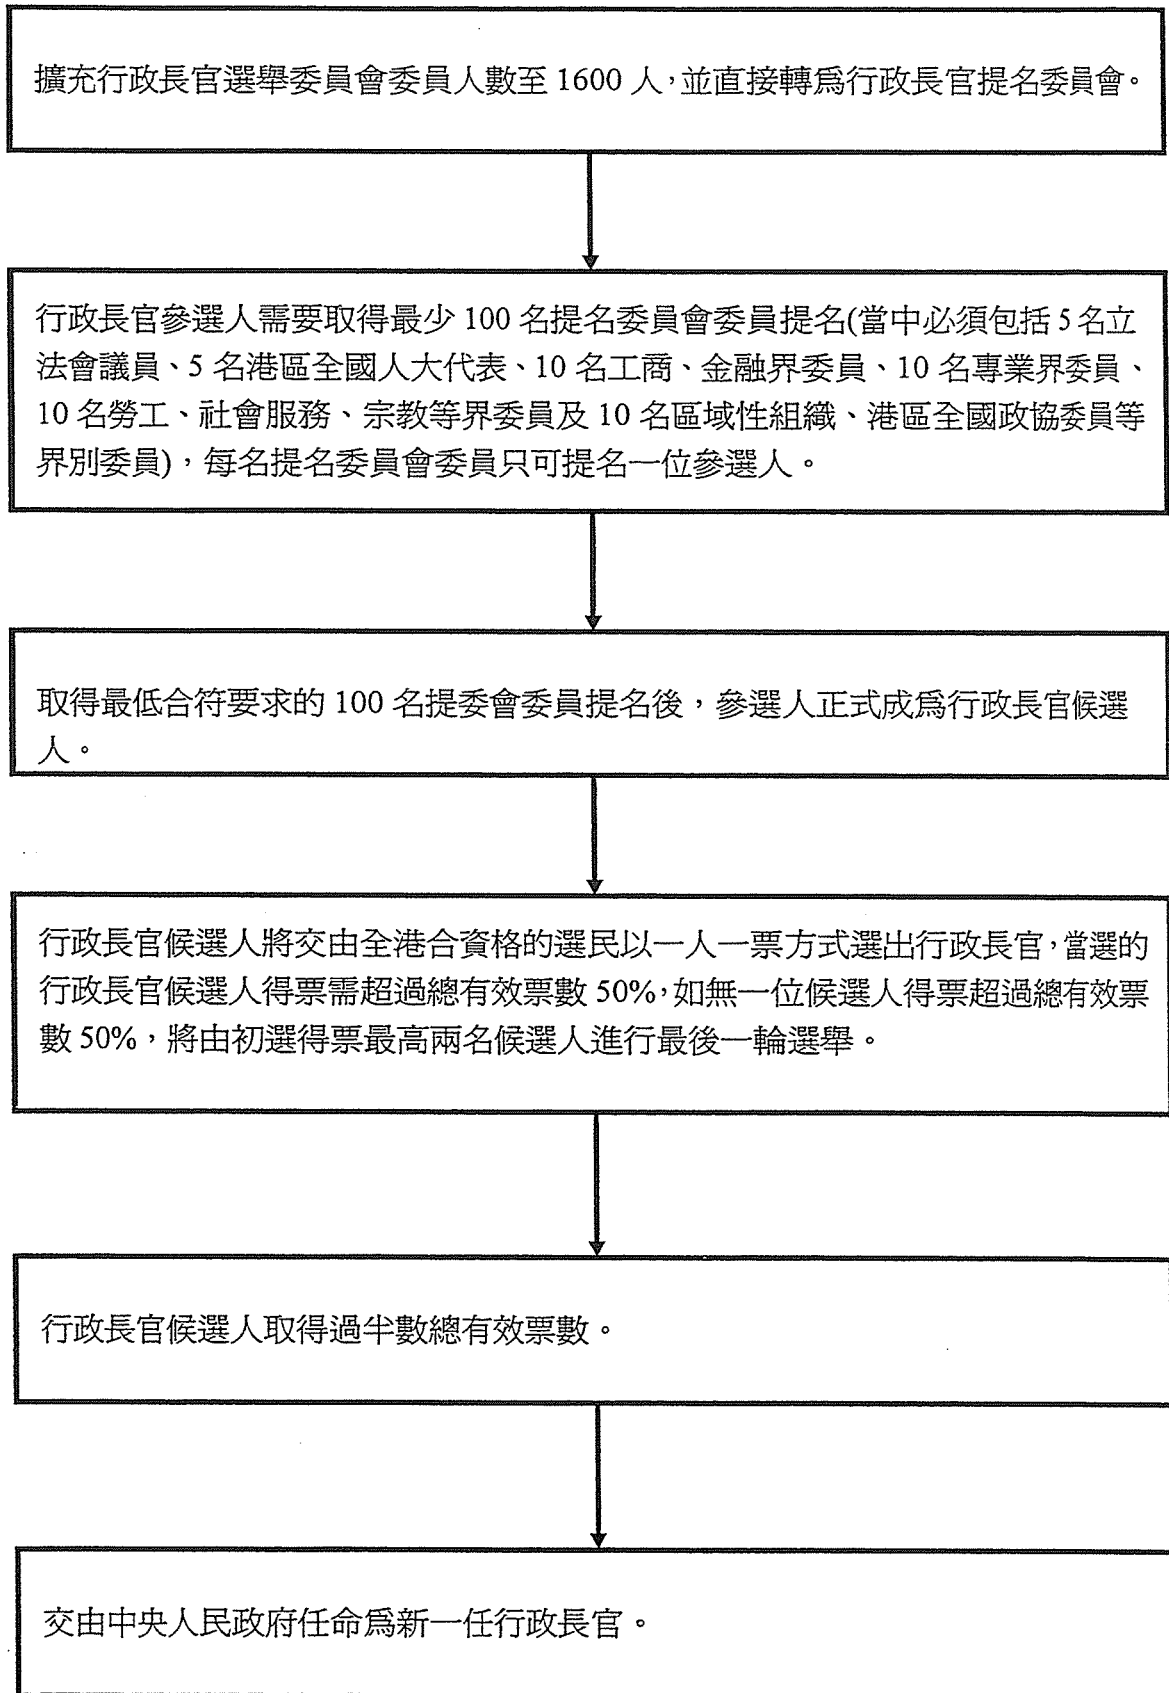 擴充行政長官選舉委員會委員人數至 1600 人，並直接轉爲行政長官提名委員會。
行政長官參選人需要取得最少 100 名提名委員會委員提名(當中必須包括 5 名立
法會議員、5 名港區全國人大代表、10 名工商、金融界委員、10 名專業界委員、
10 名勞工、社會服務、宗教等界委員及 10 名區域性組織、港區全國政協委員等
界別委員)，每名提名委員會委員只可提名一位參選人。
取得最低合符要求的 100 名提委會委員提名後，參選人正式成爲行政長官候選
人。
行政長官候選人將交由全港合資格的選民以一人一票方式選出行政長官，當選的
行政長官候選人得票需超過總有效票數 50%，如無一位候選人得票超過總有效票
數 50%，將由初選得票最高兩名候選人進行最後一輪選舉。
行政長官候選人取得過半數總有效票數。
交由中央人民政府任命爲新一任行政長官。